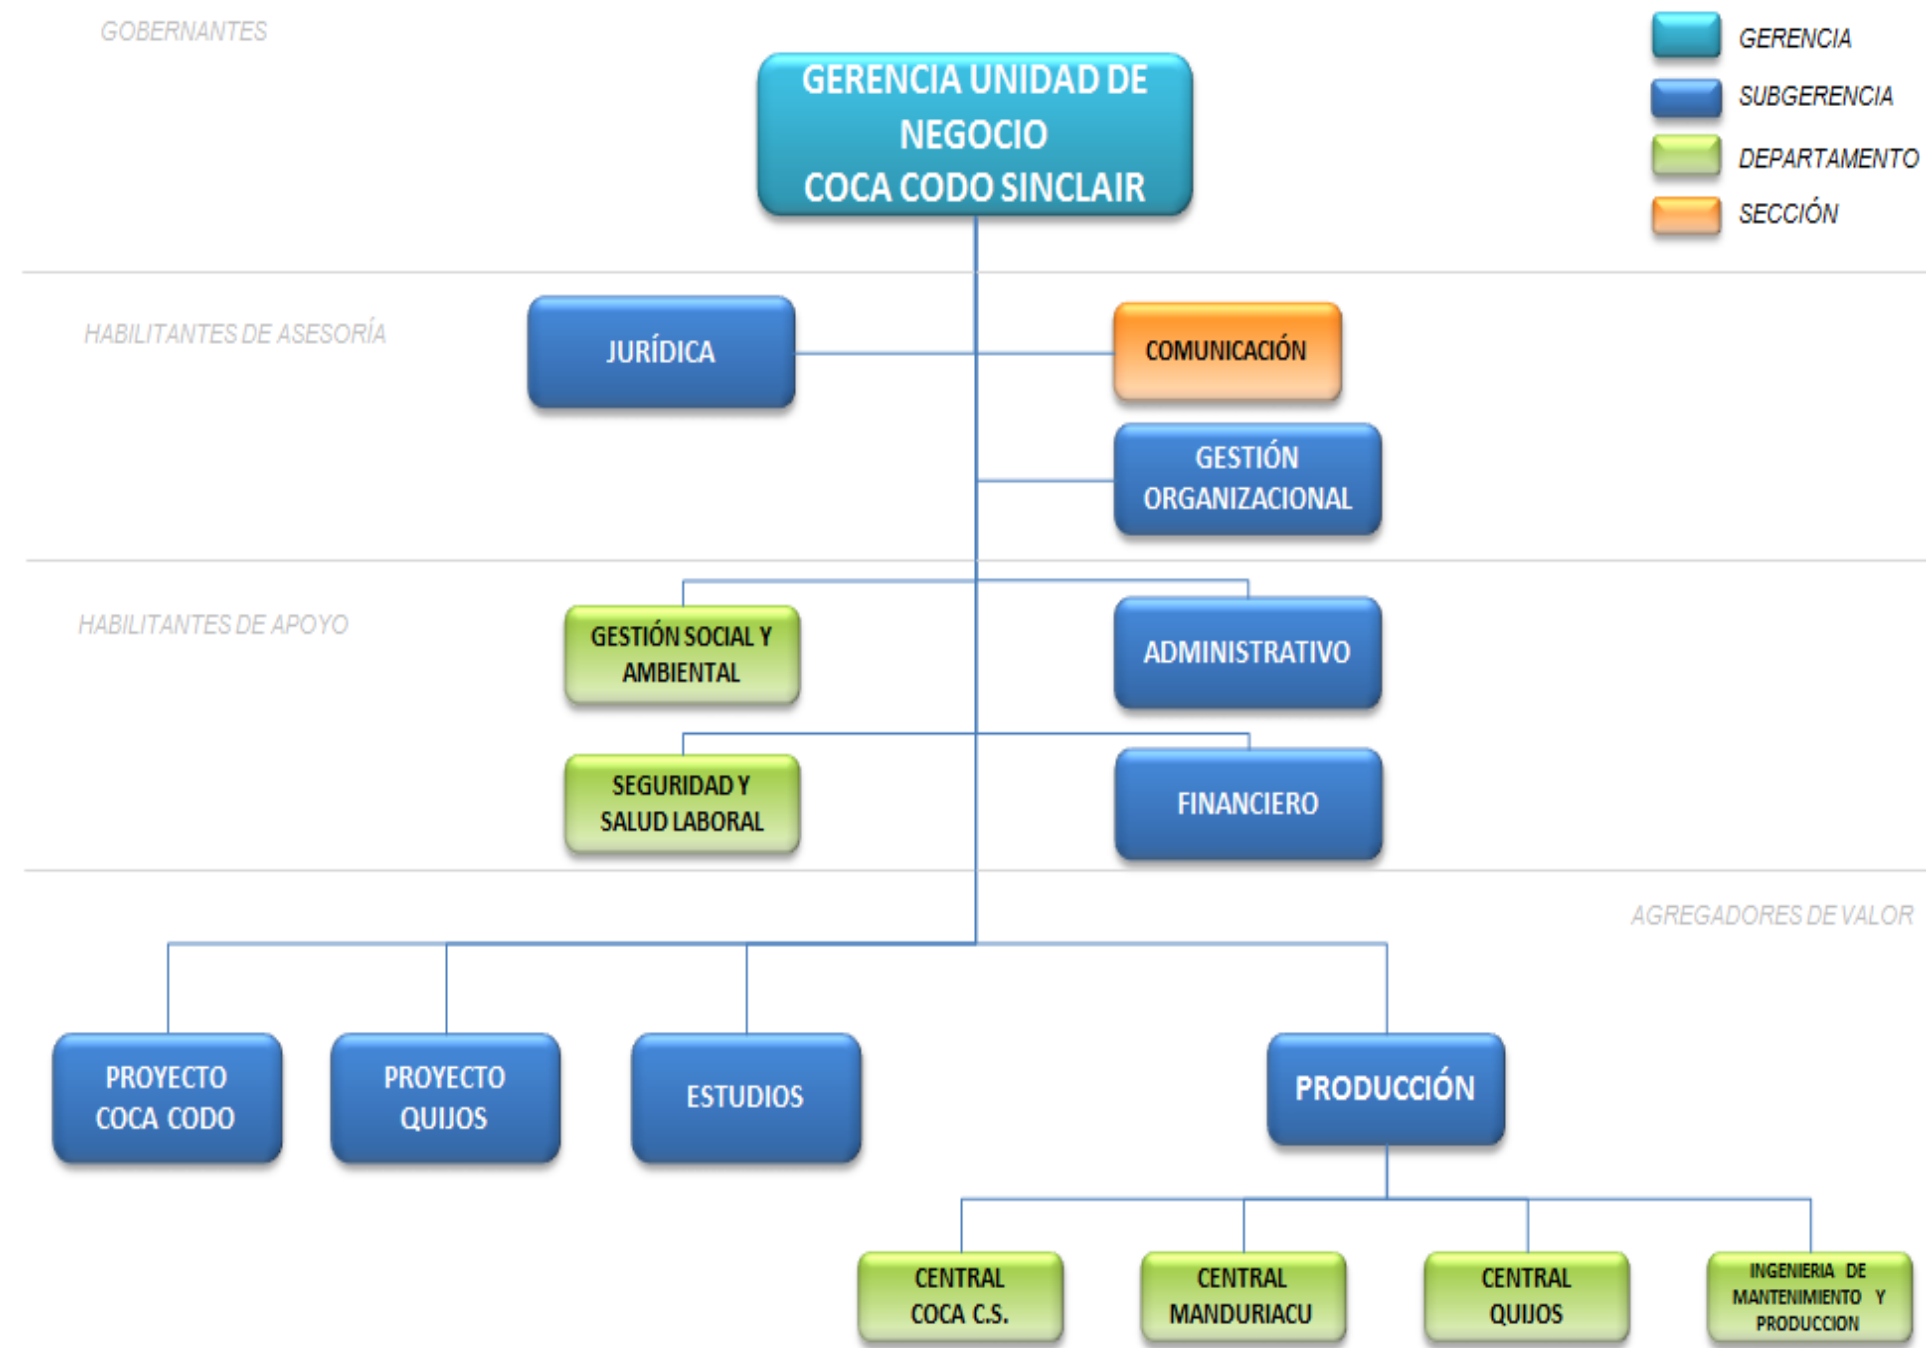 GOBERNANTES
GERENCIA UNIDAD DE
NEGOCIO
COCA CODO SINCLAIR
GERENCIA
SUBGERENCIA
DEPARTAMENTO
SECCIÓN
HABILITANTES DE ASESORÍA
JURÍDICA
COMUNICACIÓN
GESTIÓN
ORGANIZACIONAL
HABILITANTES DE APOYO
GESTIÓN SOCIAL Y
AMBIENTAL
ADMINISTRATIVO
SEGURIDAD Y
SALUD LABORAL
FINANCIERO
AGREGADORES DE VALOR
PROYECTO
COCA CODO
PROYECTO
QUIJOS
ESTUDIOS
PRODUCCIÓN
CENTRAL
COCA C.S.
CENTRAL
MANDURIACU
CENTRAL
QUIJOS
INGENIERIA DE
MANTENIMIENTO Y
PRODUCCION